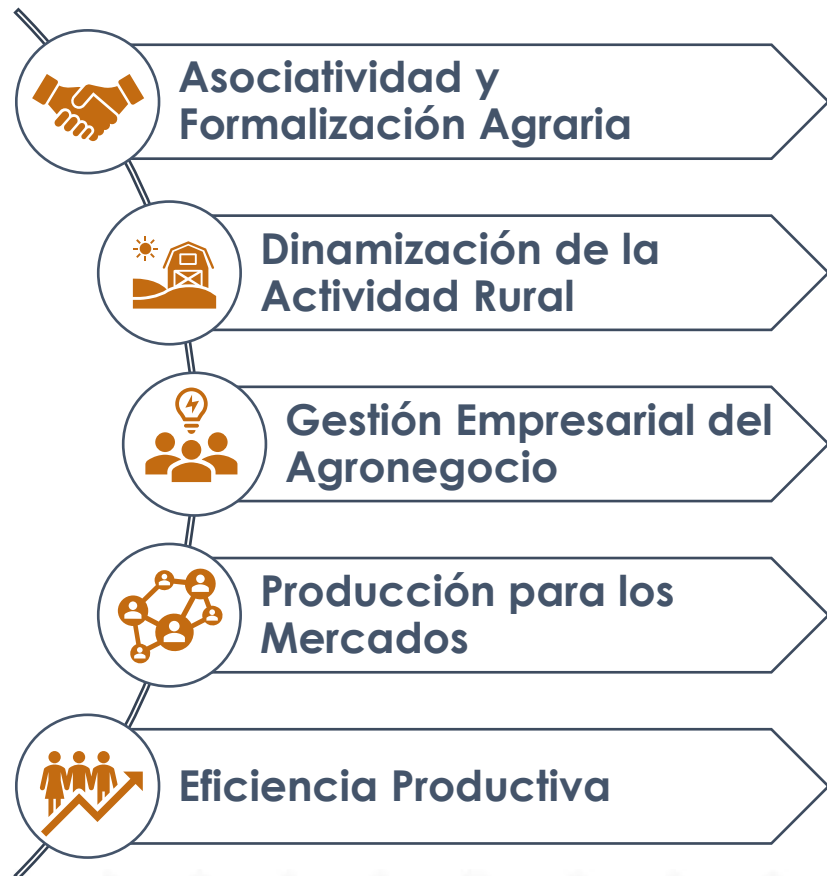 Asociatividad y
Formalización Agraria
Dinamización de la
Actividad Rural
Gestión Empresarial del
Agronegocio
Producción para los
Mercados
Eficiencia Productiva